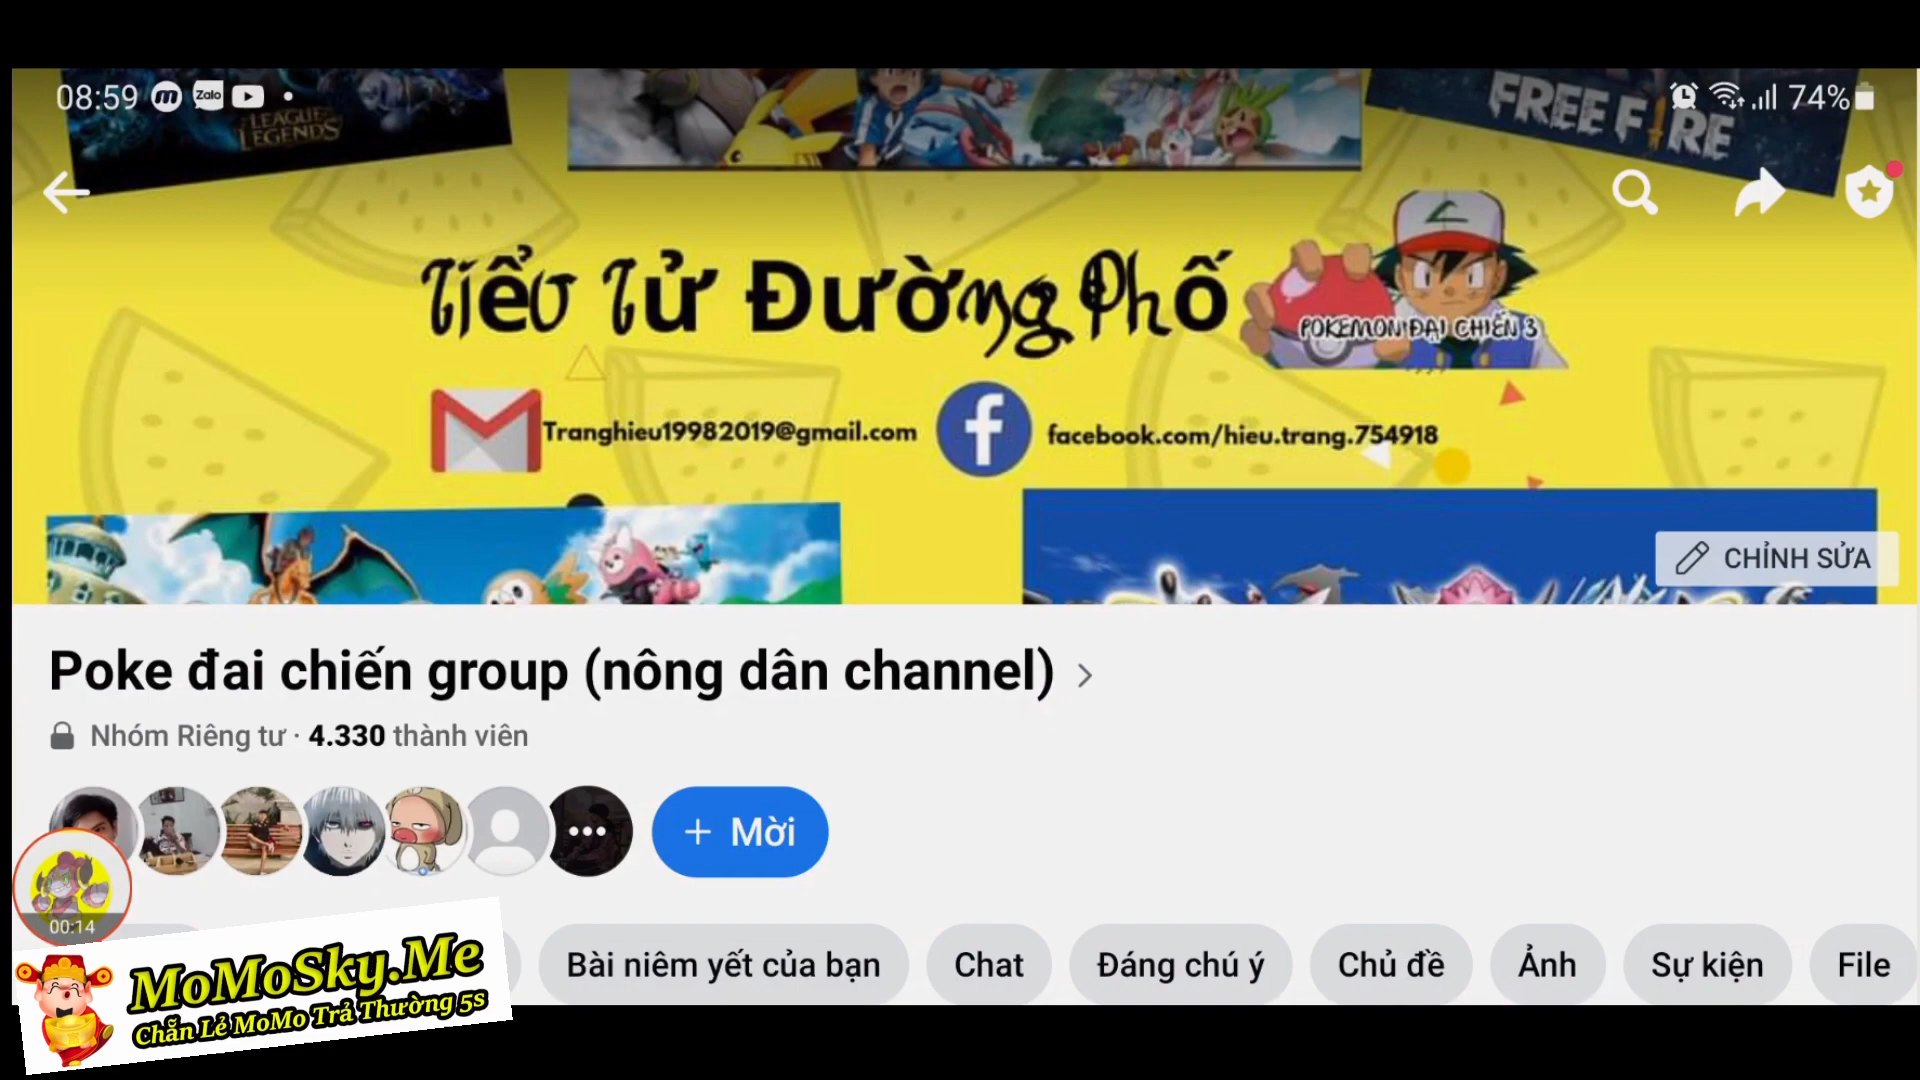 08:59
Zalo
74%
LEAGUE
LEGENDS
FREE FIRE
Tiểu Tử Đường Phố
POKEMON ĐẠI CHIẾN 3
Tranghieu19982019@gmail.com
facebook.com/hieu.trang.754918
CHỈNH SỬA
Poke đai chiến group (nông dân channel)
Nhóm Riêng tư · 4.330 thành viên
+ Mời
00:14
Bài niêm yết của bạn
Chat
Đáng chú ý
Chủ đề
Ảnh
Sự kiện
File
MoMoSky.Me
Chẵn Lẻ MoMo Trả Thưởng 5s